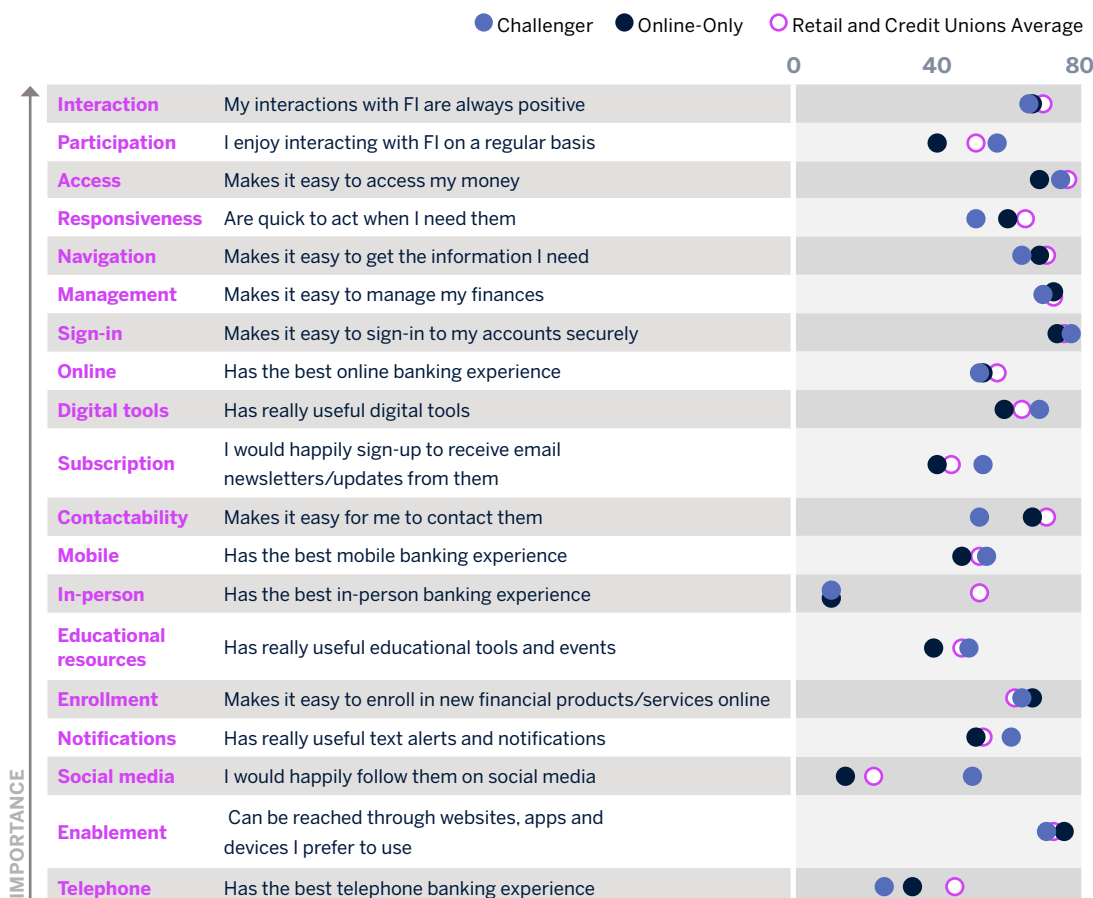 Challenger Online-Only Retail and Credit Unions Average
0 40 80
Interaction My interactions with FI are always positive
Participation I enjoy interacting with FI on a regular basis
Access Makes it easy to access my money
Responsiveness Are quick to act when I need them
Navigation Makes it easy to get the information I need
Management Makes it easy to manage my finances
Sign-in Makes it easy to sign-in to my accounts securely
Online Has the best online banking experience
Digital tools Has really useful digital tools
Subscription I would happily sign-up to receive email
newsletters/updates from them
Contactability Makes it easy for me to contact them
Mobile Has the best mobile banking experience
In-person Has the best in-person banking experience
Educational
resources Has really useful educational tools and events
Enrollment Makes it easy to enroll in new financial products/services online
Notifications Has really useful text alerts and notifications
Social media I would happily follow them on social media
Enablement Can be reached through websites, apps and
devices I prefer to use
Telephone Has the best telephone banking experience
IMPORTANCE